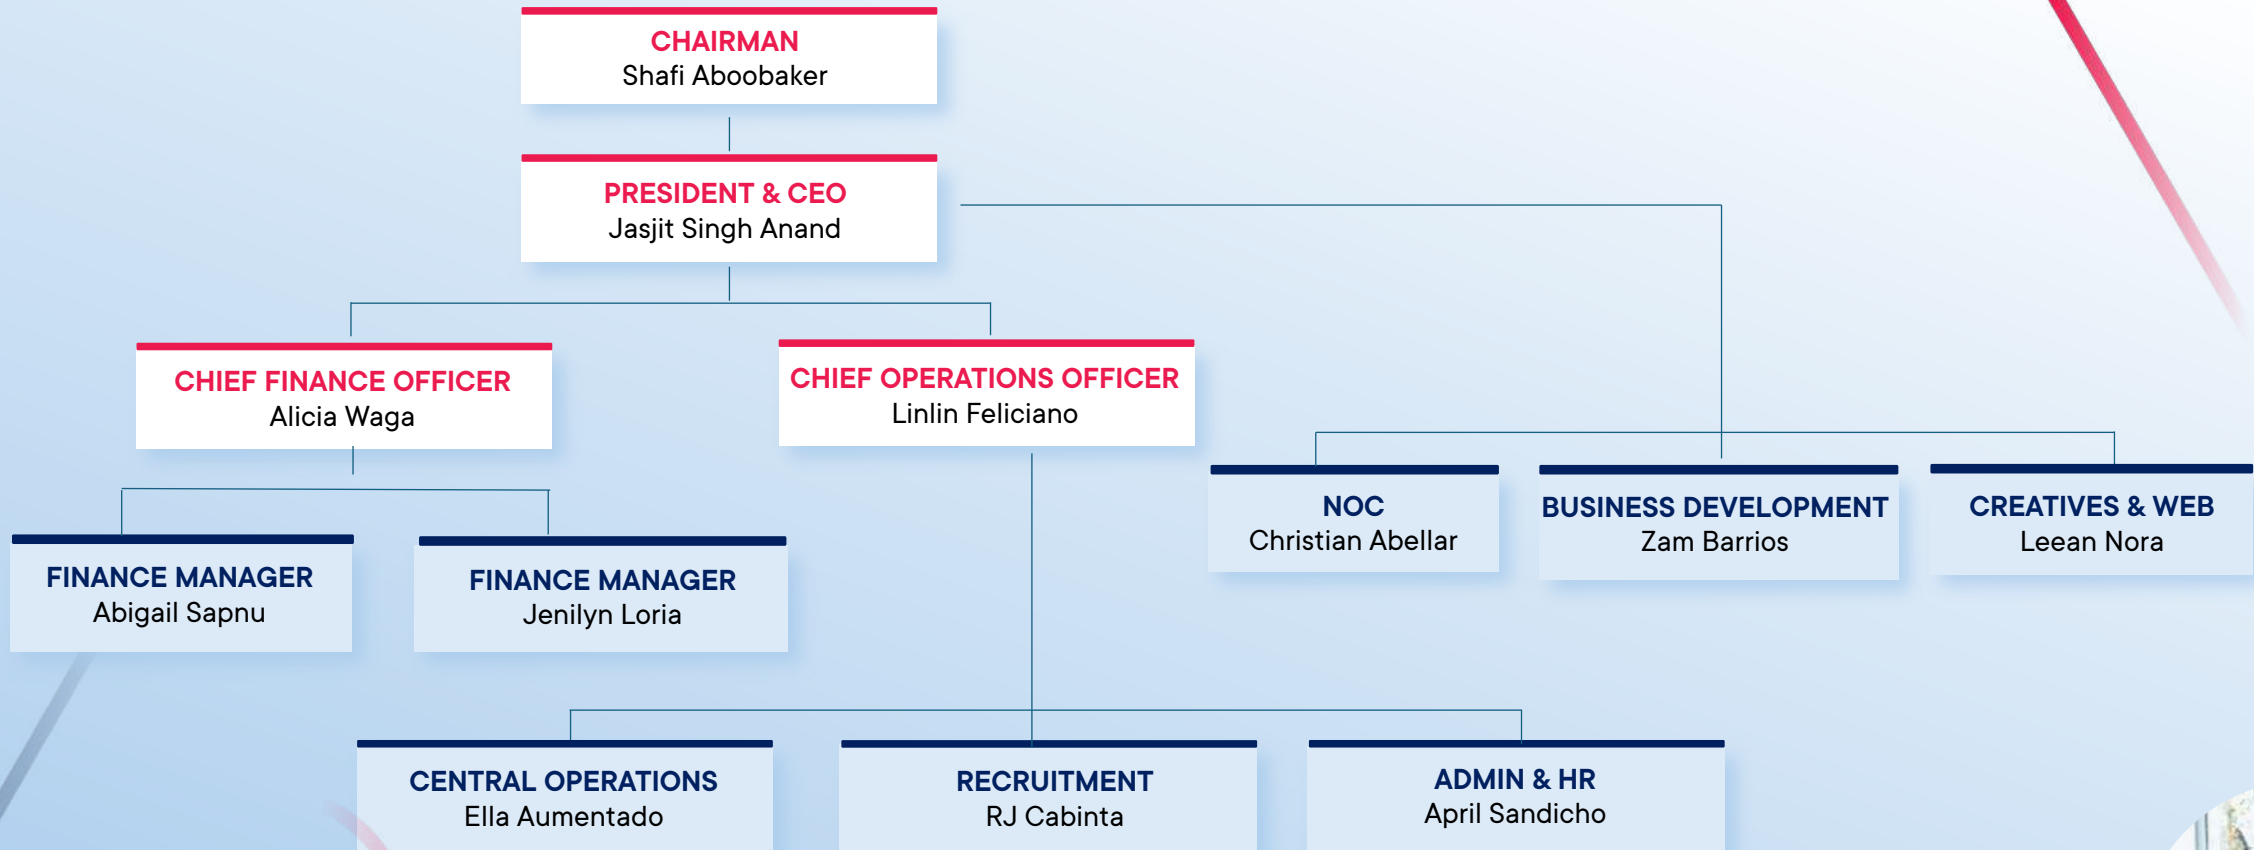 CHAIRMAN
Shafi Aboobaker
PRESIDENT & CEO
Jasjit Singh Anand
CHIEF FINANCE OFFICER
Alicia Waga
CHIEF OPERATIONS OFFICER
Linlin Feliciano
NOC
Christian Abellar
BUSINESS DEVELOPMENT
Zam Barrios
CREATIVES & WEB
Leean Nora
FINANCE MANAGER
Abigail Sapnu
FINANCE MANAGER
Jenilyn Loria
CENTRAL OPERATIONS
Ella Aumentado
RECRUITMENT
RJ Cabinta
ADMIN & HR
April Sandicho